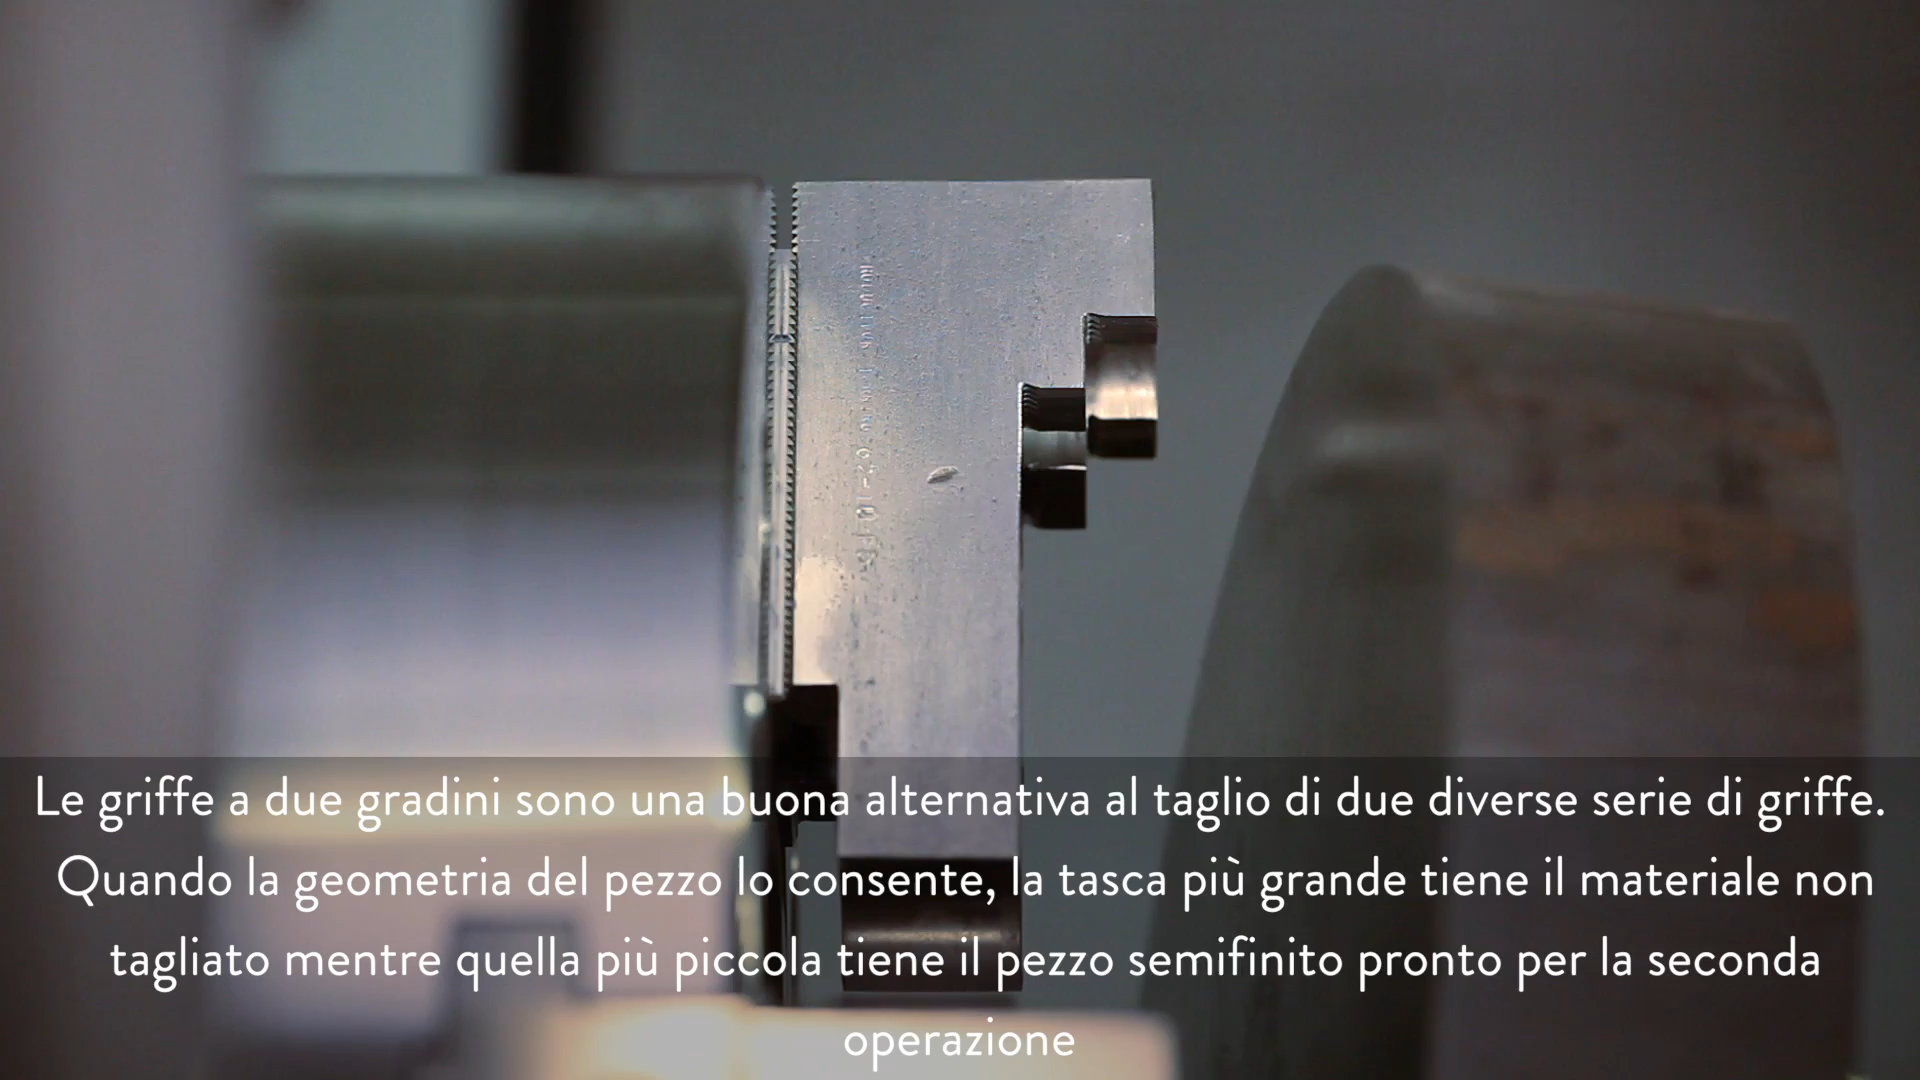 Le griffe a due gradini sono una buona alternativa al taglio di due diverse serie di griffe.
Quando la geometria del pezzo lo consente, la tasca più grande tiene il materiale non
tagliato mentre quella più piccola tiene il pezzo semifinito pronto per la seconda
operazione